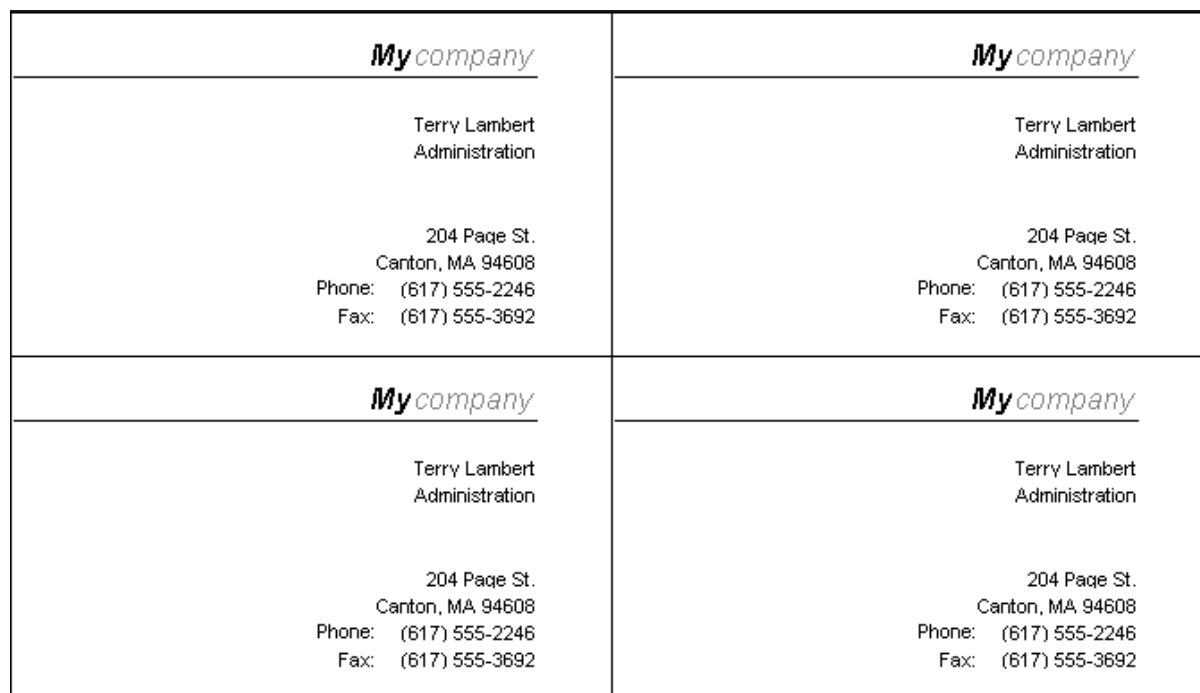 My company
Terry Lambert
Administration
204 Page St.
Canton, MA 94608
Phone: (617) 555-2246
Fax: (617) 555-3692
My company
Terry Lambert
Administration
204 Page St.
Canton, MA 94608
Phone: (617) 555-2246
Fax: (617) 555-3692
My company
Terry Lambert
Administration
204 Page St.
Canton, MA 94608
Phone: (617) 555-2246
Fax: (617) 555-3692
My company
Terry Lambert
Administration
204 Page St.
Canton, MA 94608
Phone: (617) 555-2246
Fax: (617) 555-3692